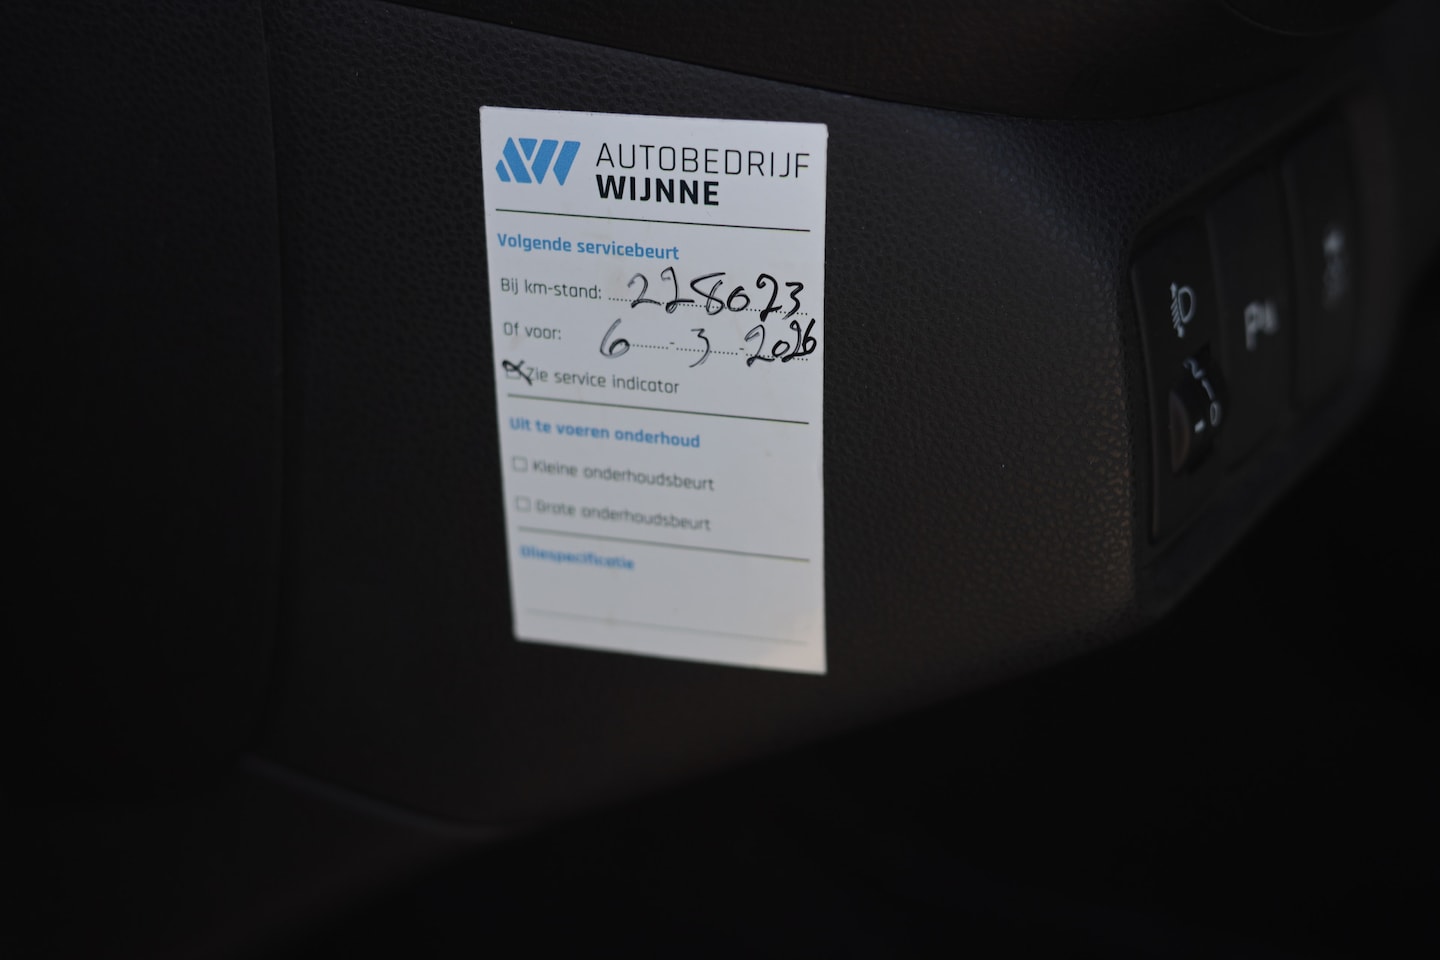 AUTOBEDRIJF
WIJNNE
Volgende servicebeurt
Bij km-stand: 228023
Of voor: 6-3-2026
Zie service indicator
Uit te voeren onderhoud
Kleine onderhoudsbeurt
Grote onderhoudsbeurt
Oliespecificatie